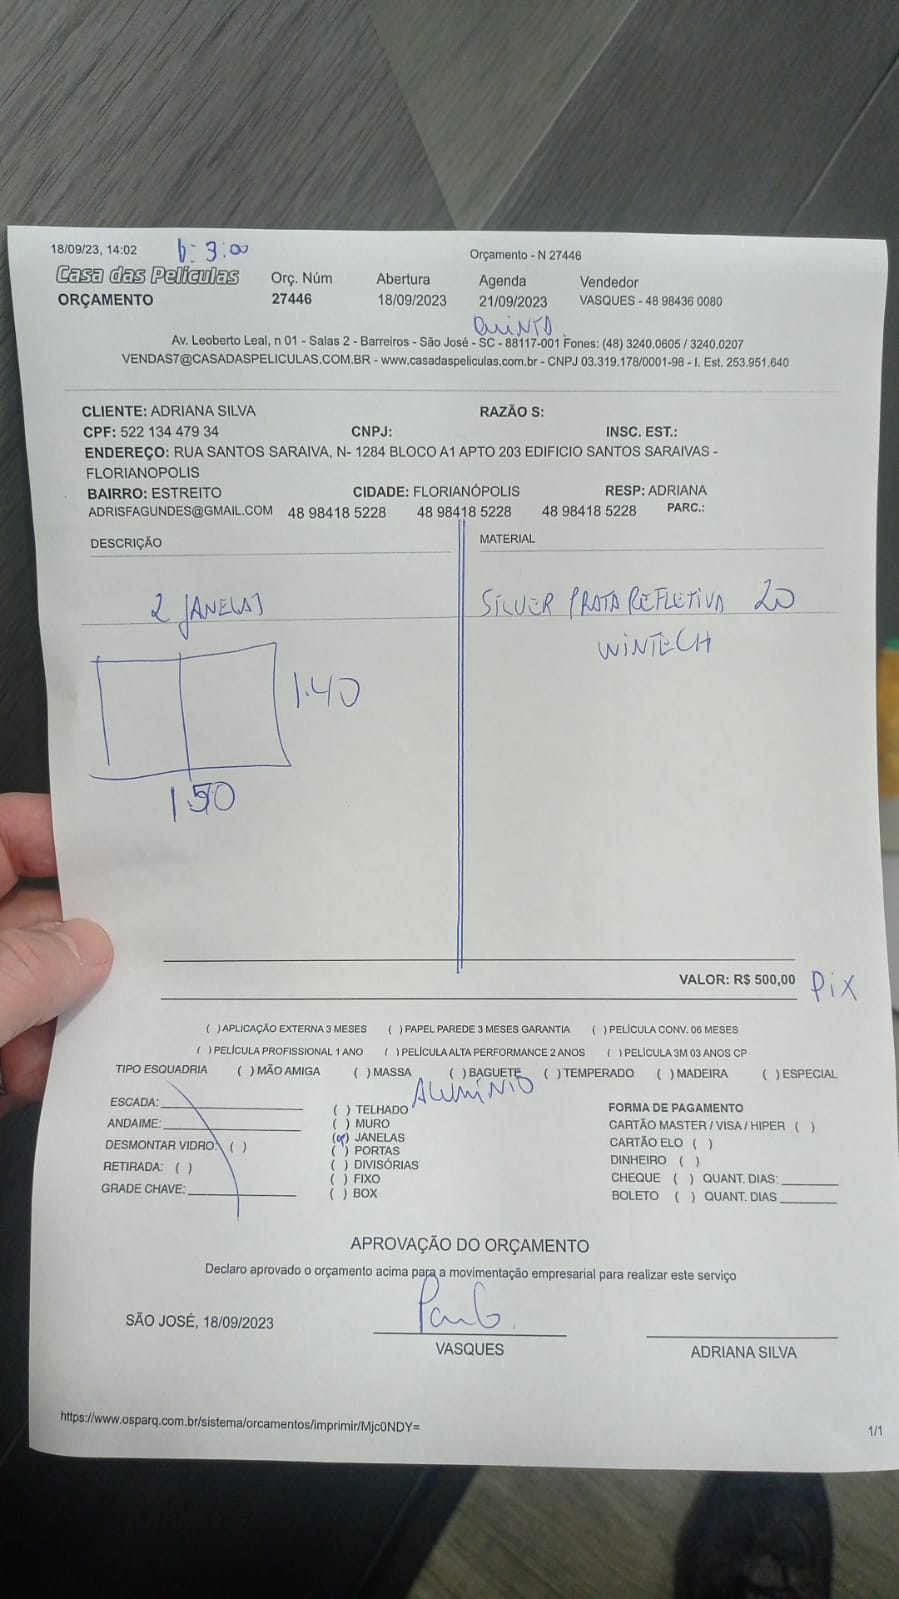 18/09/23, 14:02
Orçamento - N 27446
Casa das Películas Orç. Núm Abertura Agenda Vendedor
ORÇAMENTO 27446 18/09/2023 21/09/2023 VASQUES - 48 98436 0080
QUINTA
Av. Leoberto Leal, n 01 - Salas 2 - Barreiros - São José - SC - 88117-001 Fones: (48) 3240.0605 / 3240.0207
VENDAS7@CASADASPELICULAS.COM.BR - www.casadaspeliculas.com.br - CNPJ 03.319.178/0001-98 - I. Est. 253.951.640
CLIENTE: ADRIANA SILVA RAZÃO S:
CPF: 522 134 479 34 CNPJ: INSC. EST.:
ENDEREÇO: RUA SANTOS SARAIVA, N- 1284 BLOCO A1 APTO 203 EDIFICIO SANTOS SARAIVAS -
FLORIANOPOLIS
BAIRRO: ESTREITO CIDADE: FLORIANÓPOLIS RESP: ADRIANA
ADRISFAGUNDES@GMAIL.COM 48 98418 5228 48 98418 5228 48 98418 5228 PARC.:
DESCRIÇÃO MATERIAL
2 JANELAS SILVER PRATA REFLETIVA 20
WINTECH
1.40
1.50
VALOR: R$ 500,00 PIX
( )APLICAÇÃO EXTERNA 3 MESES ( )PAPEL PAREDE 3 MESES GARANTIA ( )PELÍCULA CONV. 06 MESES
( )PELÍCULA PROFISSIONAL 1 ANO ( )PELÍCULA ALTA PERFORMANCE 2 ANOS ( )PELÍCULA 3M 03 ANOS CP
TIPO ESQUADRIA ( )MÃO AMIGA ( )MASSA ( )BAGUETE ( )TEMPERADO ( )MADEIRA ( )ESPECIAL
ALUMÍNIO
ESCADA: ( ) TELHADO FORMA DE PAGAMENTO
ANDAIME: ( ) MURO CARTÃO MASTER / VISA / HIPER ( )
DESMONTAR VIDRO: ( ) ( ) JANELAS CARTÃO ELO ( )
RETIRADA: ( ) ( ) PORTAS DINHEIRO ( )
( ) DIVISÓRIAS CHEQUE ( ) QUANT. DIAS:
GRADE CHAVE: ( ) FIXO BOLETO ( ) QUANT. DIAS
( ) BOX
APROVAÇÃO DO ORÇAMENTO
Declaro aprovado o orçamento acima para a movimentação empresarial para realizar este serviço
SÃO JOSÉ, 18/09/2023
VASQUES ADRIANA SILVA
https://www.osparq.com.br/sistema/orcamentos/imprimir/Mjc0NDY= 1/1